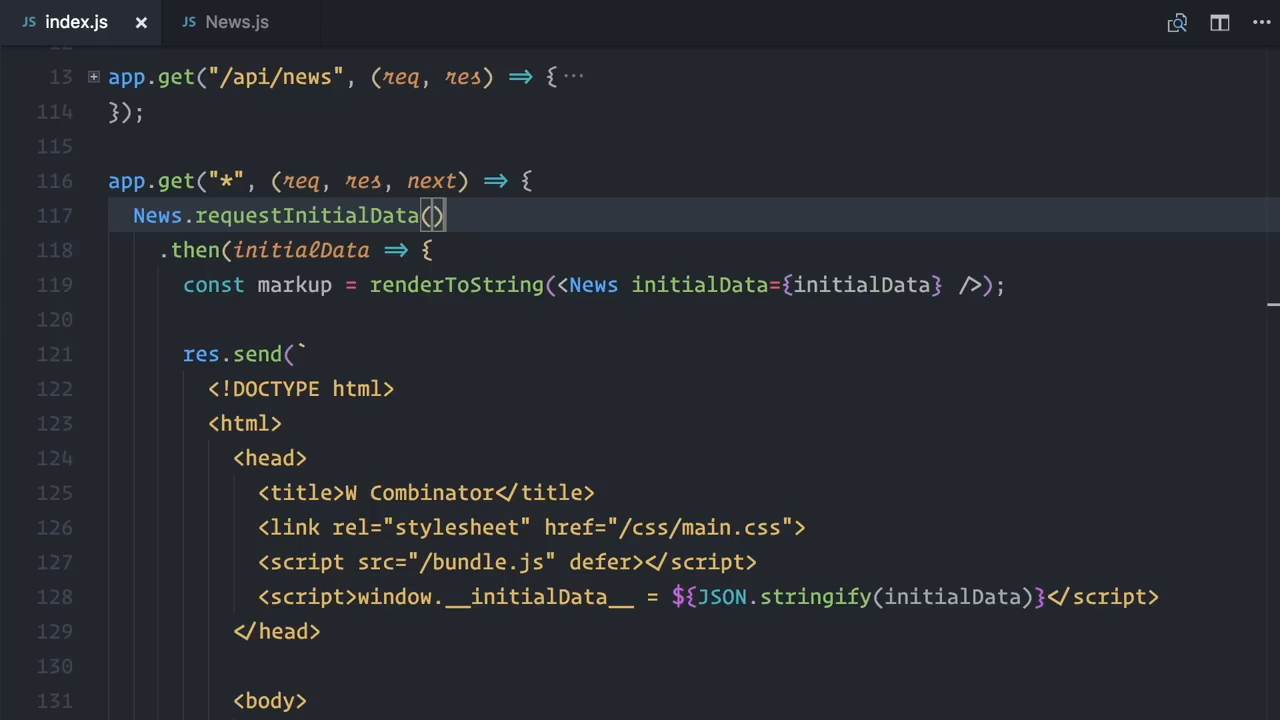 JS index.js × JS News.js
12
13 app.get("/api/news", (req, res) => {···
114 });
115
116 app.get("*", (req, res, next) => {
117 News.requestInitialData()
118 .then(initialData => {
119 const markup = renderToString(<News initialData={initialData} />);
120
121 res.send(`
122 <!DOCTYPE html>
123 <html>
124 <head>
125 <title>W Combinator</title>
126 <link rel="stylesheet" href="/css/main.css">
127 <script src="/bundle.js" defer></script>
128 <script>window.__initialData__ = ${JSON.stringify(initialData)}</script>
129 </head>
130
131 <body>